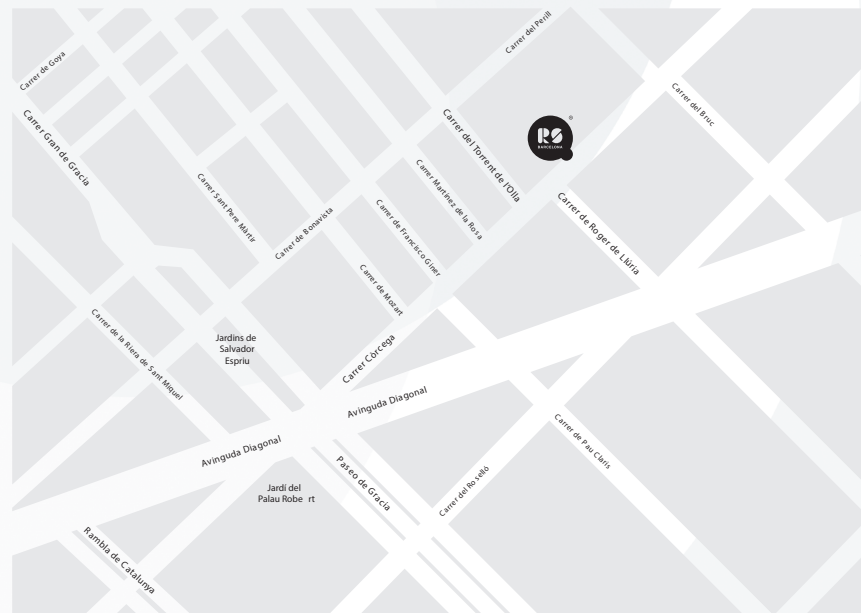 Carrer del Perill
Carrer de Goya
Carrer del Bruc
Carrer Gran de Gracia
Carrer del Torrent de l'Olla
RS
®
BARCELONA
Carrer Martínez de la Rosa
Carrer Sant Pere Màrtir
Carrer de Bonavista
Carrer de Francisco Giner
Carrer de Roger de Llúria
Carrer de Mozart
Carrer de la Riera de Sant Miquel
Jardins de
Salvador
Espriu
Carrer Còrcega
Avinguda Diagonal
Avinguda Diagonal
Carrer de Pau Claris
Paseo de Gracia
Carrer del Roselló
Jardí del
Palau Robe rt
Rambla de Catalunya